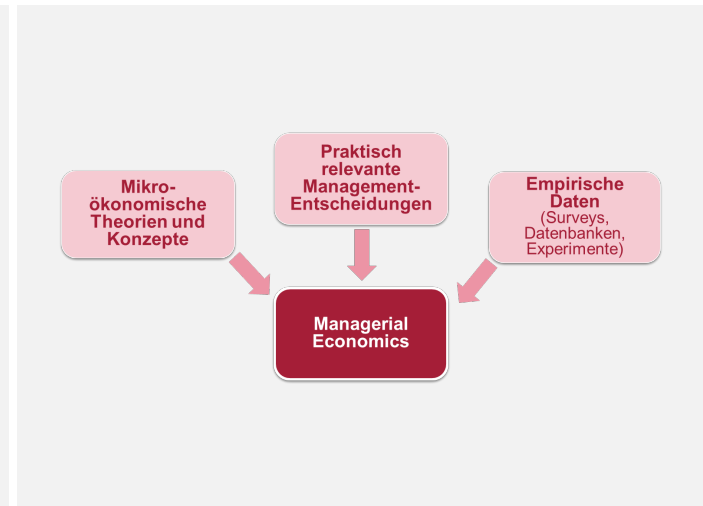 Mikro-
ökonomische
Theorien und
Konzepte
Praktisch
relevante
Management-
Entscheidungen
Empirische
Daten
(Surveys,
Datenbanken,
Experimente)
Managerial
Economics